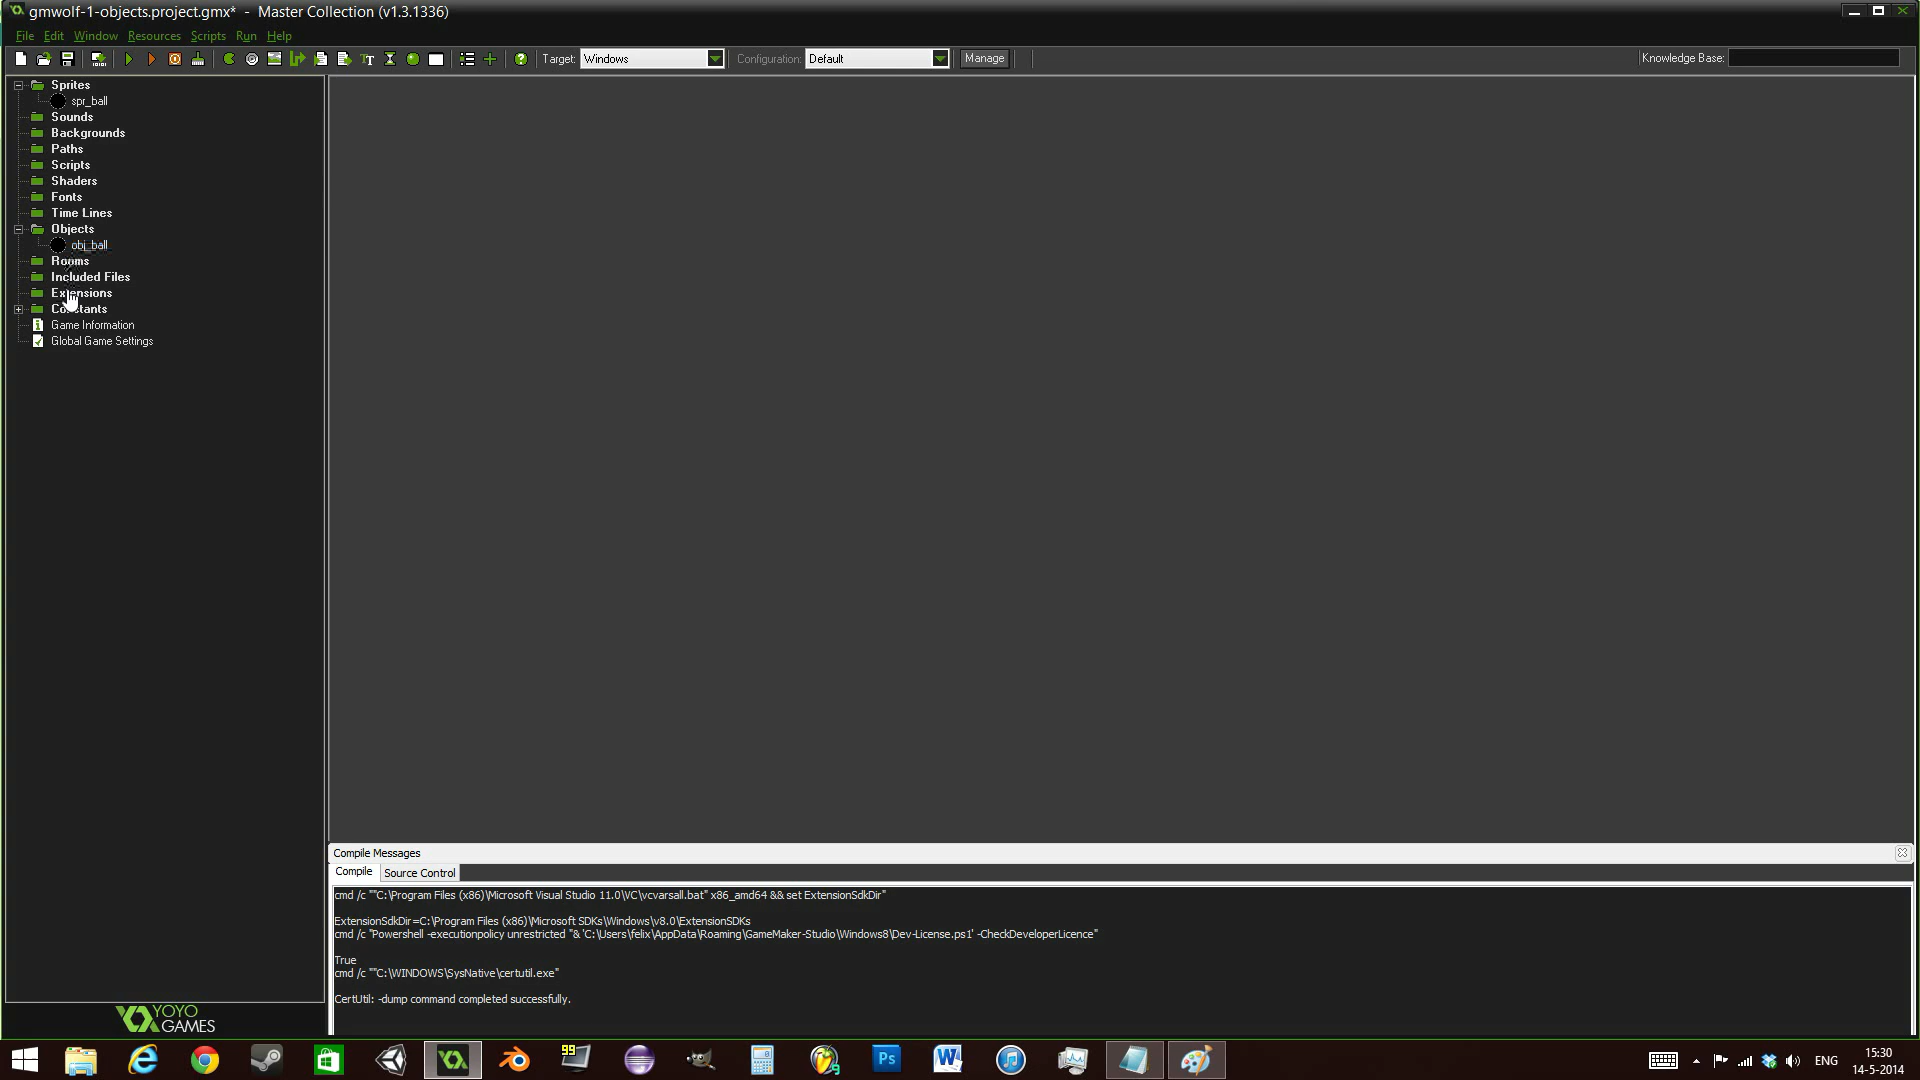 gmwolf-1-objects.project.gmx* - Master Collection (v1.3.1336)
File Edit Window Resources Scripts Run Help
Target: Windows Configuration: Default Manage Knowledge Base:
Sprites
spr_ball
Sounds
Backgrounds
Paths
Scripts
Shaders
Fonts
Time Lines
Objects
obj_ball
Rooms
Included Files
Extensions
Constants
Game Information
Global Game Settings
Compile Messages
Compile Source Control
cmd /c ""C:\Program Files (x86)\Microsoft Visual Studio 11.0\VC\vcvarsall.bat" x86_amd64 && set ExtensionSdkDir"
ExtensionSdkDir=C:\Program Files (x86)\Microsoft SDKs\Windows\v8.0\ExtensionSDKs
cmd /c "Powershell -executionpolicy unrestricted "& 'C:\Users\felix\AppData\Roaming\GameMaker-Studio\Windows8\Dev-License.ps1' -CheckDeveloperLicence"
True
cmd /c ""C:\WINDOWS\SysNative\certutil.exe"
CertUtil: -dump command completed successfully.
YOYO
GAMES
99
Ps
ENG
15:30
14-5-2014